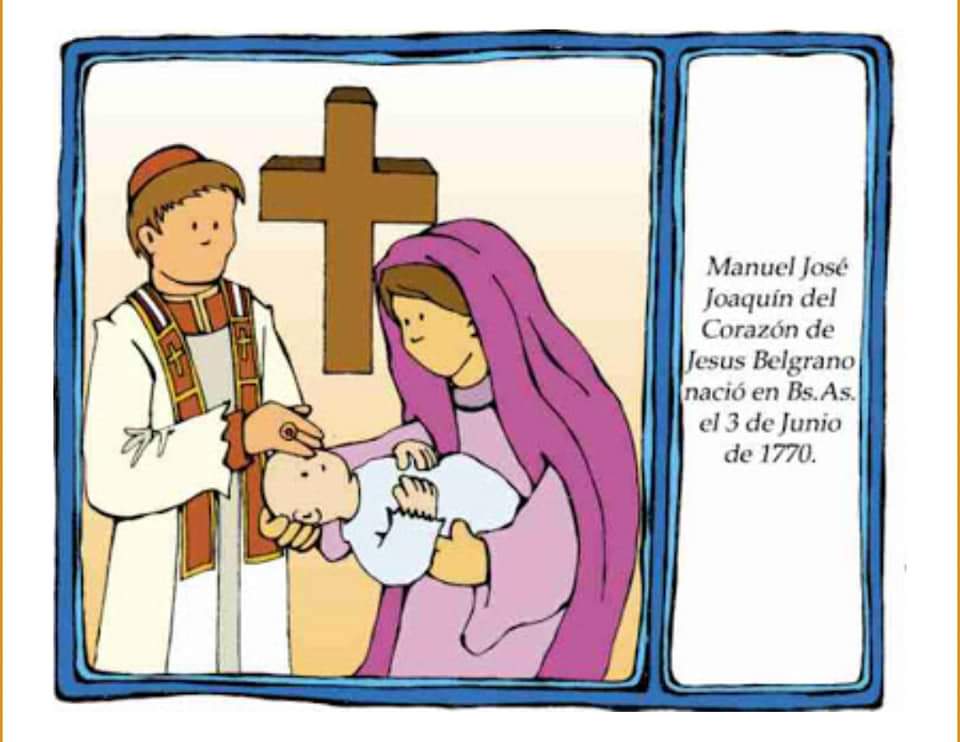 Manuel José
Joaquín del
Corazón de
Jesus Belgrano
nació en Bs.As.
el 3 de Junio
de 1770.